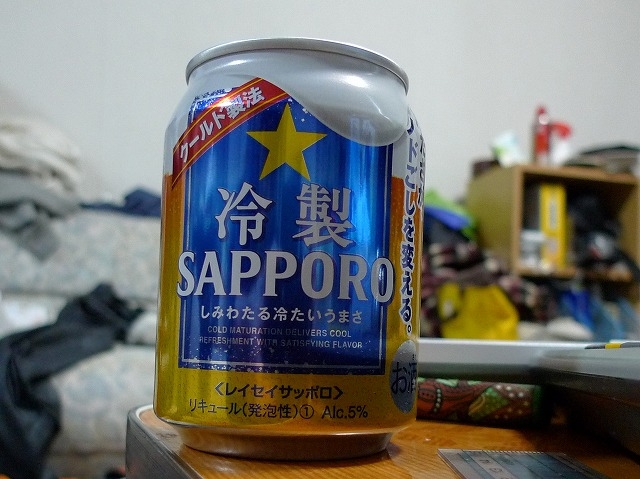 クールド製法
冷製
SAPPORO
しみわたる冷たいうまさ
COLD MATURATION DELIVERS COOL
REFRESHMENT WITH SATISFYING FLAVOR
〈レイセイサッポロ〉
リキュール(発泡性)① Alc.5%
ドごしを変える。
お酒